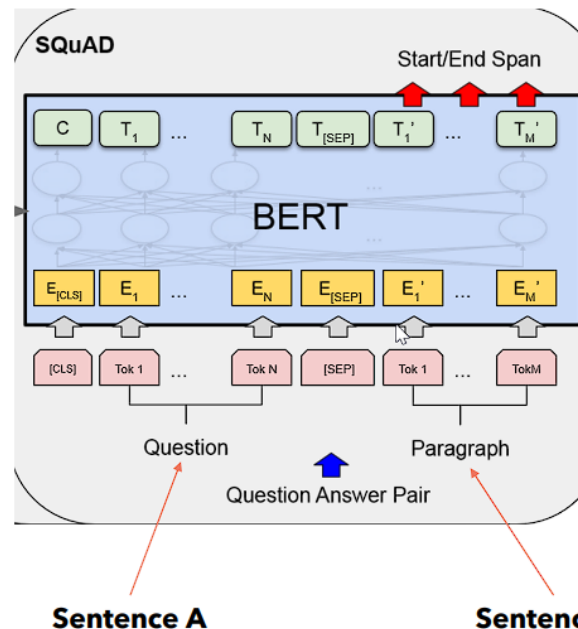 SQuAD
Start/End Span
C T1 ... TN T[SEP] T1' ... TM'
BERT
E[CLS] E1 ... EN E[SEP] E1' ... EM'
[CLS] Tok 1 ... Tok N [SEP] Tok 1 ... TokM
Question Paragraph
Question Answer Pair
Sentence A Sentenc